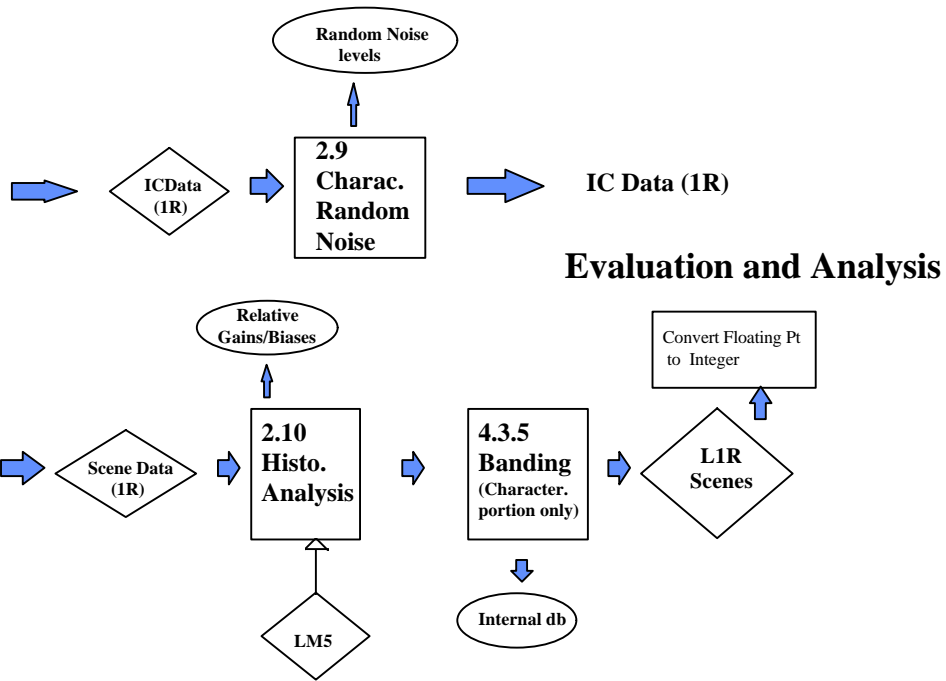 Random Noise
levels
ICData
(1R)
2.9
Charac.
Random
Noise
IC Data (1R)
Evaluation and Analysis
Relative
Gains/Biases
Convert Floating Pt
to Integer
Scene Data
(1R)
2.10
Histo.
Analysis
4.3.5
Banding
(Character.
portion only)
L1R
Scenes
LM5
Internal db